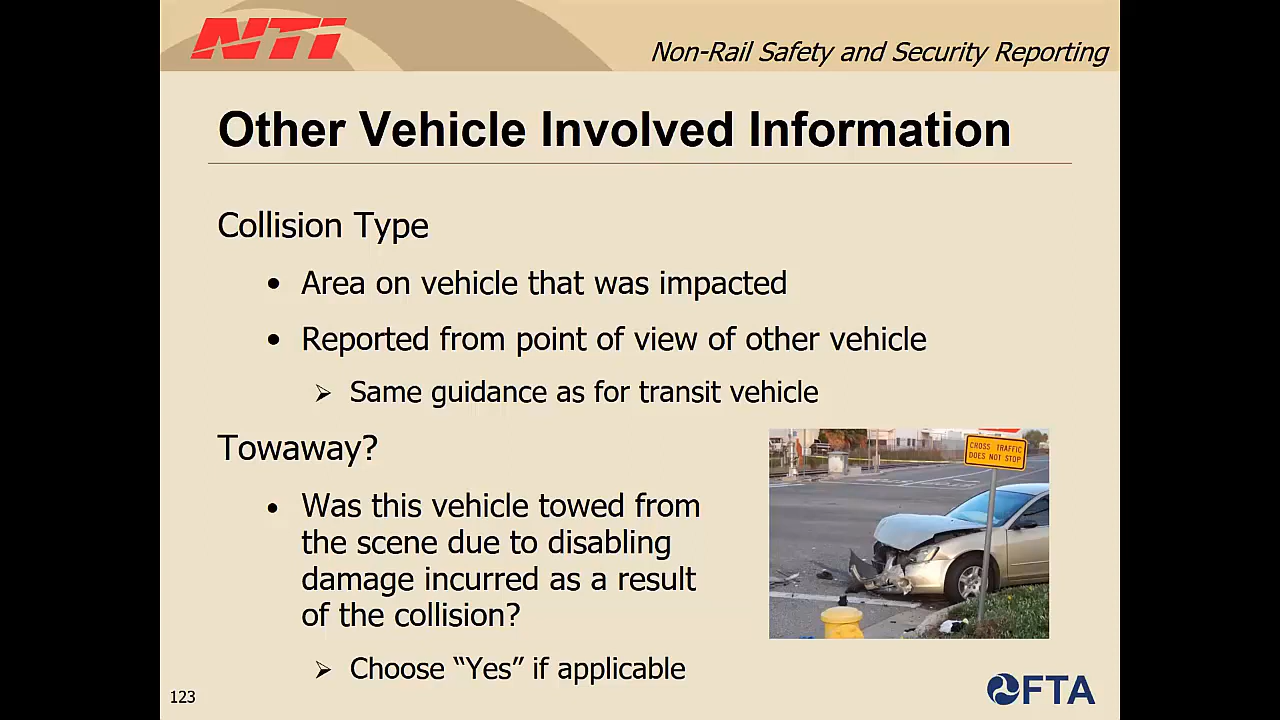 NTI
Non-Rail Safety and Security Reporting
Other Vehicle Involved Information
Collision Type
• Area on vehicle that was impacted
• Reported from point of view of other vehicle
➢ Same guidance as for transit vehicle
Towaway?
• Was this vehicle towed from
the scene due to disabling
damage incurred as a result
of the collision?
➢ Choose “Yes” if applicable
CROSS TRAFFIC
DOES NOT STOP
123
FTA